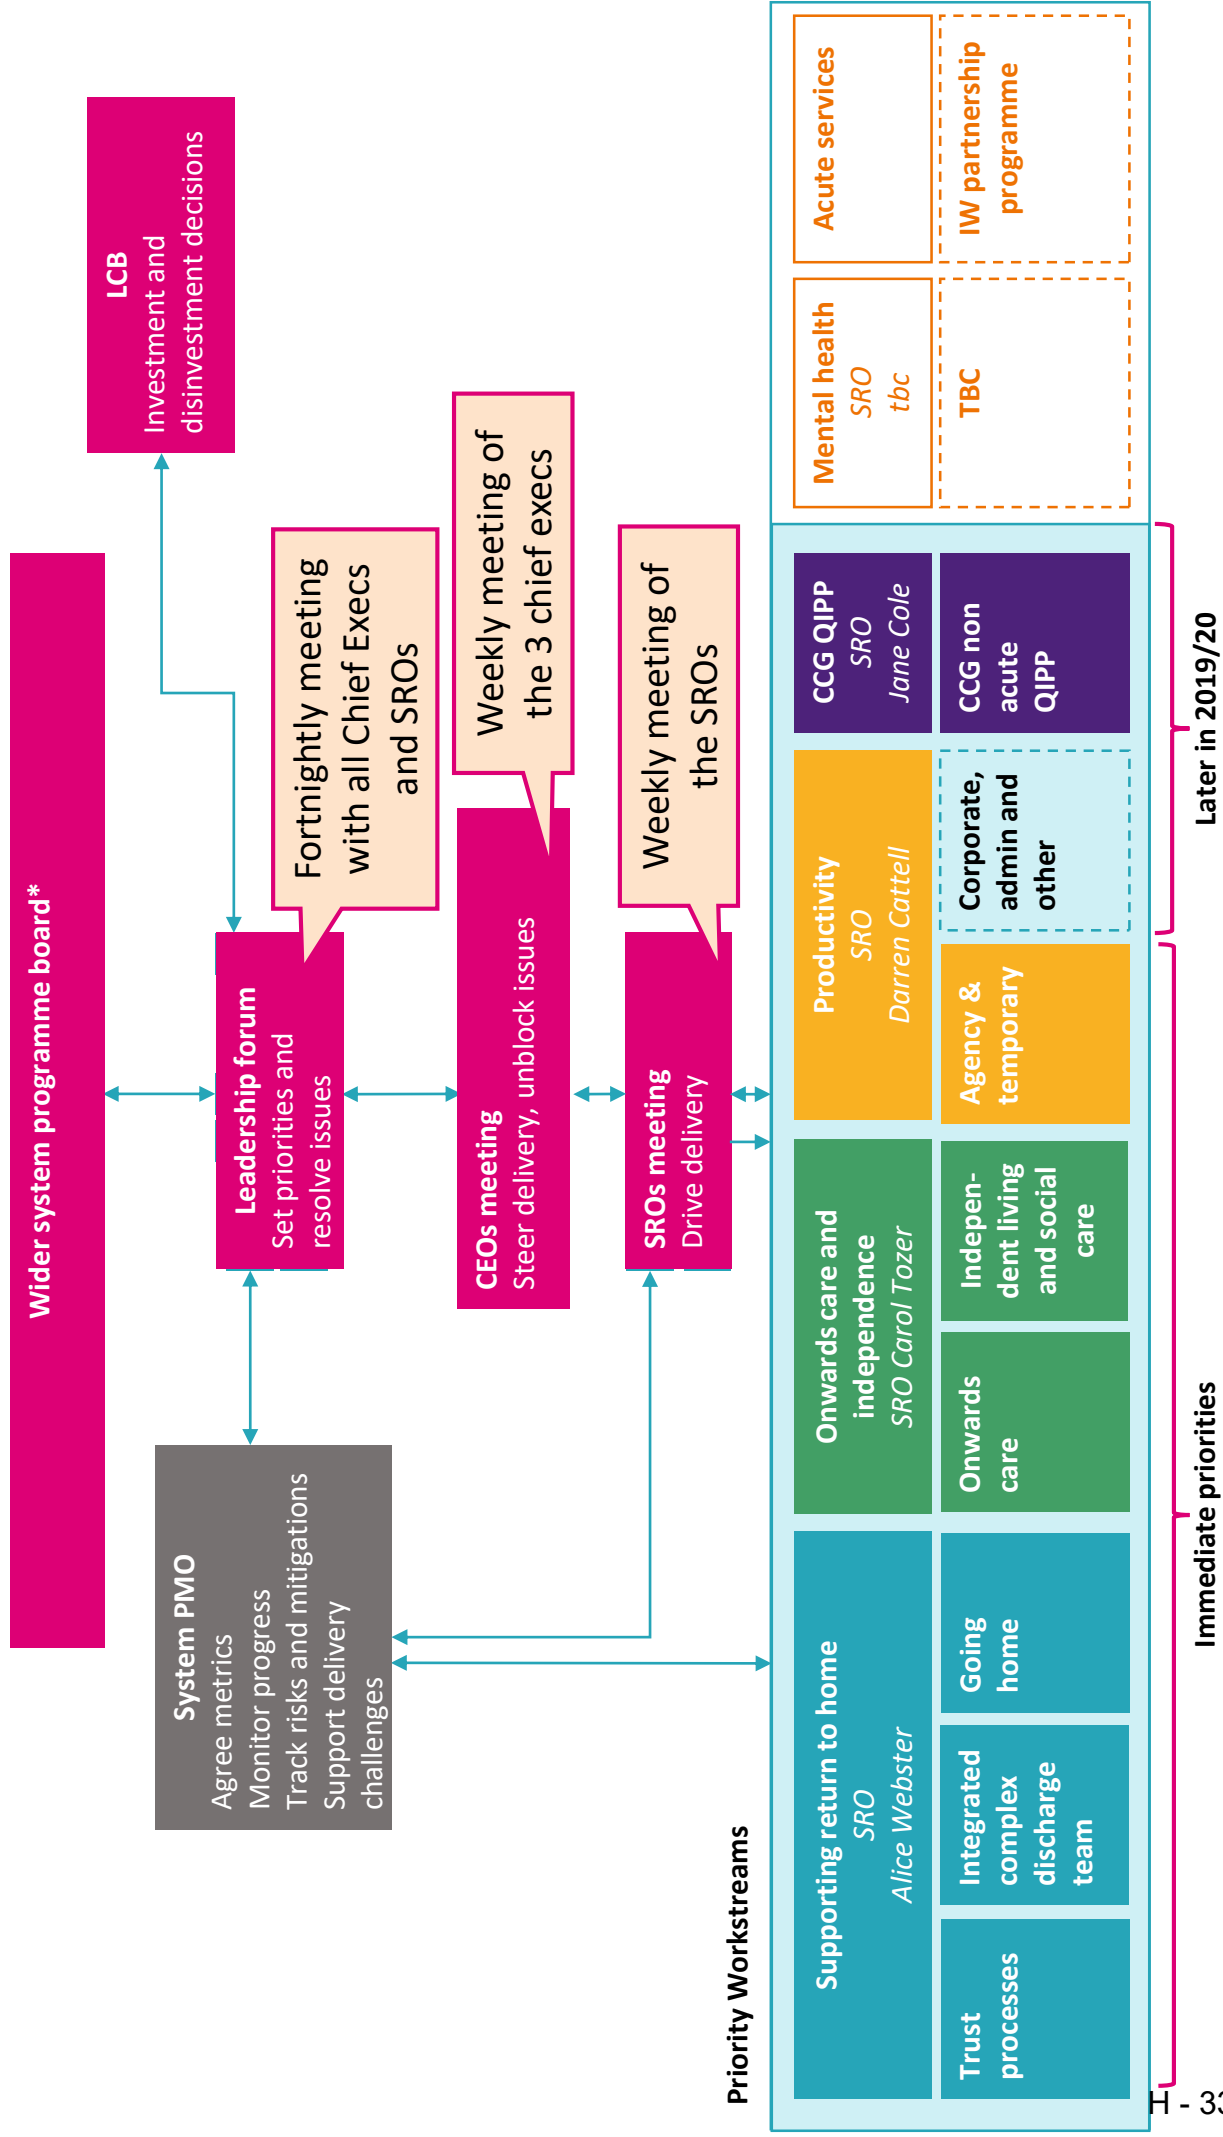 Wider system programme board*
LCB
Investment and
disinvestment decisions
System PMO
Agree metrics
Monitor progress
Track risks and mitigations
Support delivery
challenges
Leadership forum
Set priorities and
resolve issues
Fortnightly meeting
with all Chief Execs
and SROs
CEOs meeting
Steer delivery, unblock issues
Weekly meeting of
the 3 chief execs
SROs meeting
Drive delivery
Weekly meeting of
the SROs
Priority Workstreams
Supporting return to home
SRO
Alice Webster
Trust
processes
Integrated
complex
discharge
team
Going
home
Onwards care and
independence
SRO Carol Tozer
Onwards
care
Indepen-
dent living
and social
care
Productivity
SRO
Darren Cattell
Agency &
temporary
Corporate,
admin and
other
CCG QIPP
SRO
Jane Cole
CCG non
acute
QIPP
Mental health
SRO
tbc
TBC
Acute services
IW partnership
programme
Immediate priorities
Later in 2019/20
H - 33